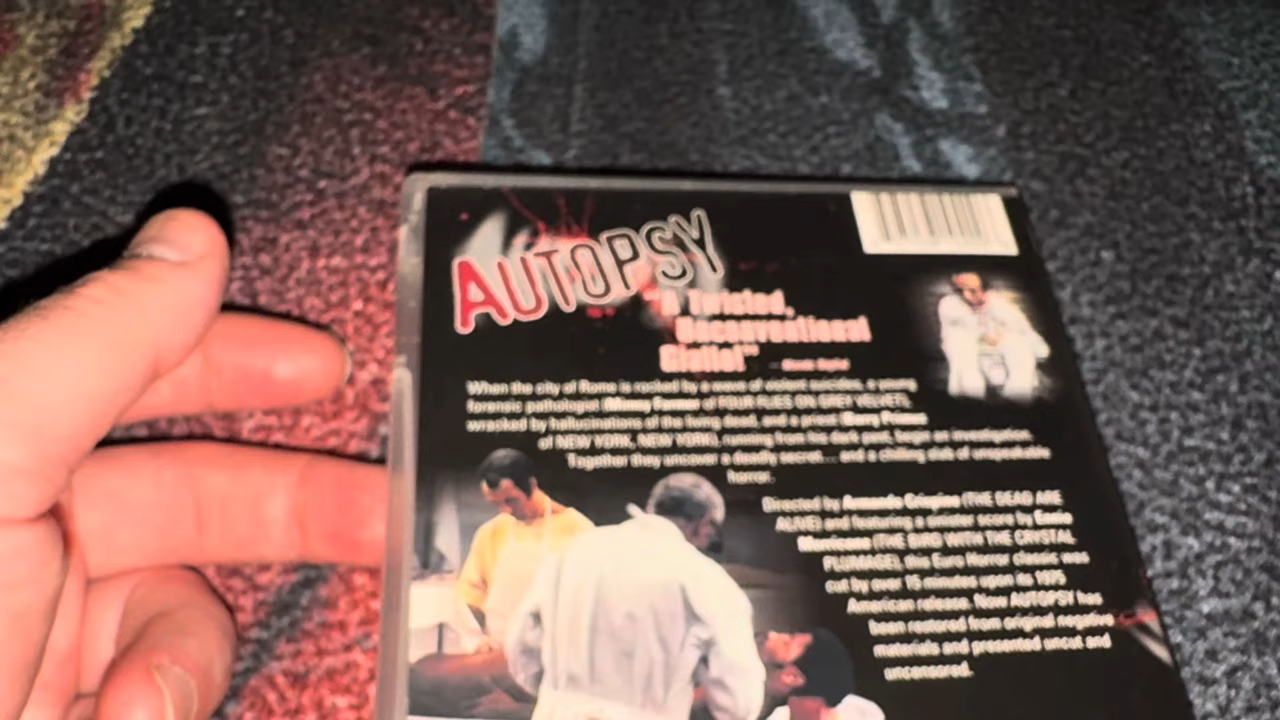 AUTOPSY
"A Twisted,
Unconventional
Giallo!"
When the city of Rome is rocked by a wave of violent suicides, a young
forensic pathologist (Mimsy Farmer of FOUR FLIES ON GREY VELVET),
wracked by hallucinations of the living dead, and a priest (Barry Primus
of NEW YORK, NEW YORK), running from his dark past, begin an investigation.
Together they uncover a deadly secret... and a chilling slab of unspeakable
horror.
Directed by Armando Crispino (THE DEAD ARE
ALIVE) and featuring a sinister score by Ennio
Morricone (THE BIRD WITH THE CRYSTAL
PLUMAGE), this Euro Horror classic was
cut by over 15 minutes upon its 1975
American release. Now AUTOPSY has
been restored from original negative
materials and presented uncut and
uncensored.